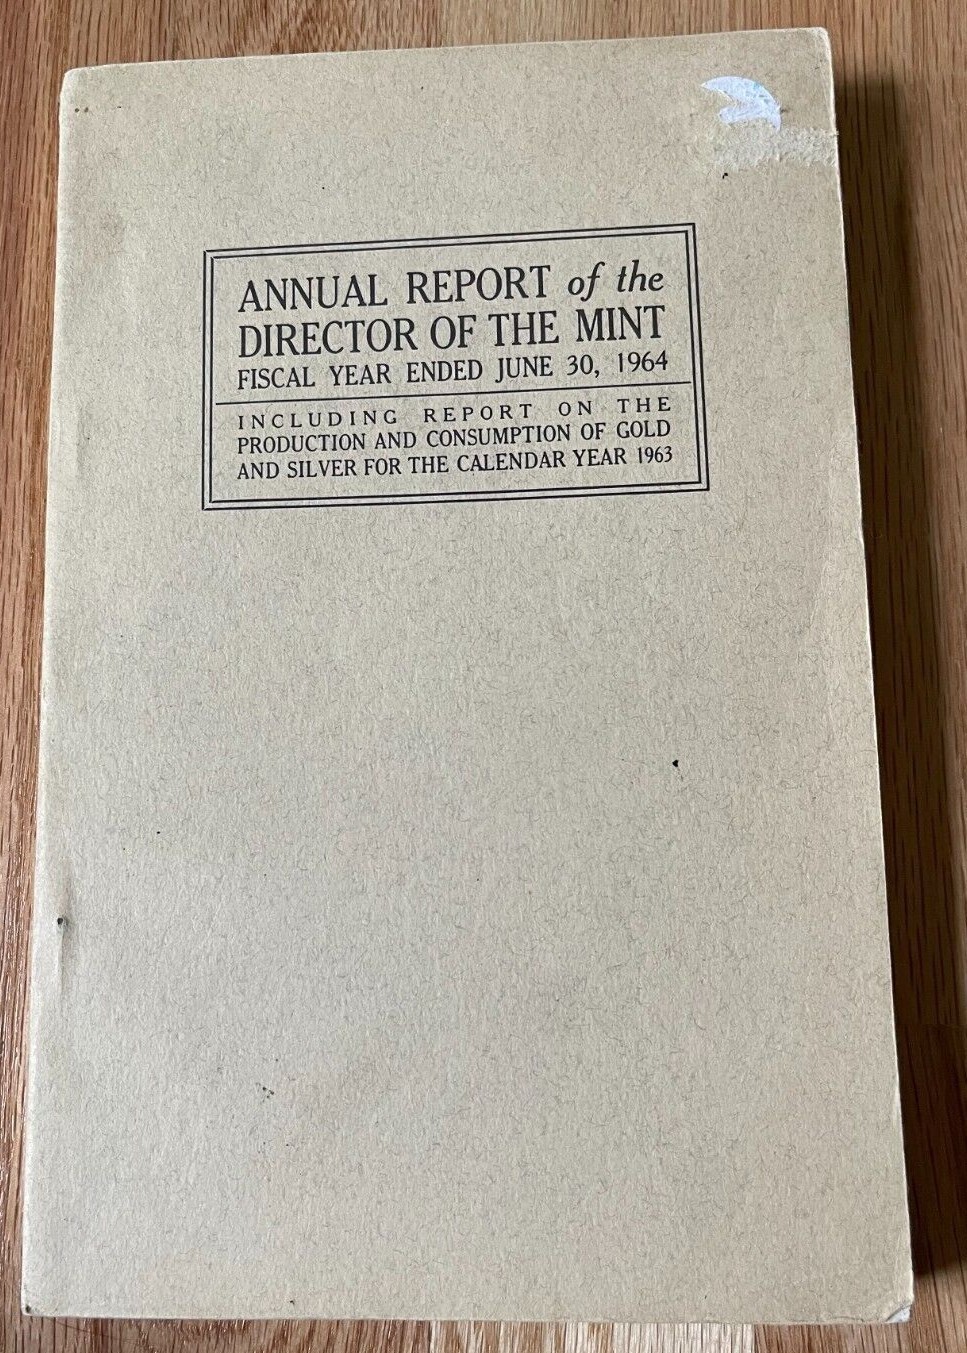 ANNUAL REPORT of the
DIRECTOR OF THE MINT
FISCAL YEAR ENDED JUNE 30, 1964
INCLUDING REPORT ON THE
PRODUCTION AND CONSUMPTION OF GOLD
AND SILVER FOR THE CALENDAR YEAR 1963